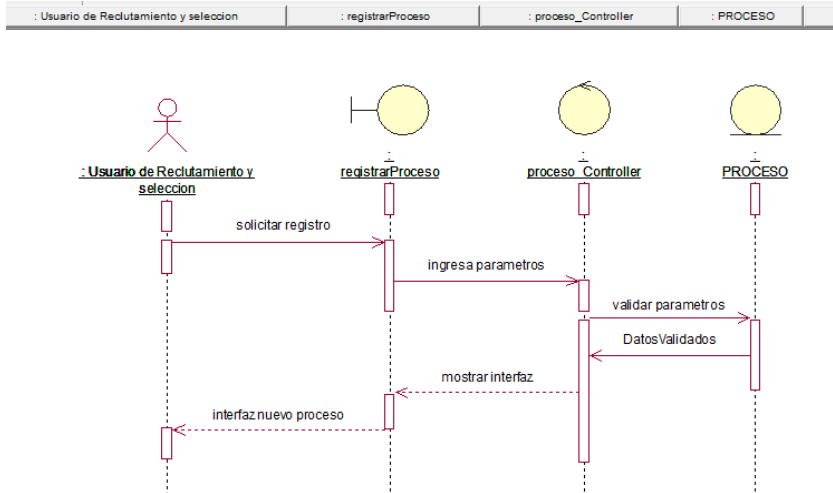 : Usuario de Reclutamiento y seleccion
: registrarProceso
: proceso_Controller
: PROCESO
: Usuario de Reclutamiento y
seleccion
:
registrarProceso
:
proceso_Controller
:
PROCESO
solicitar registro
ingresa parametros
validar parametros
DatosValidados
mostrar interfaz
interfaz nuevo proceso